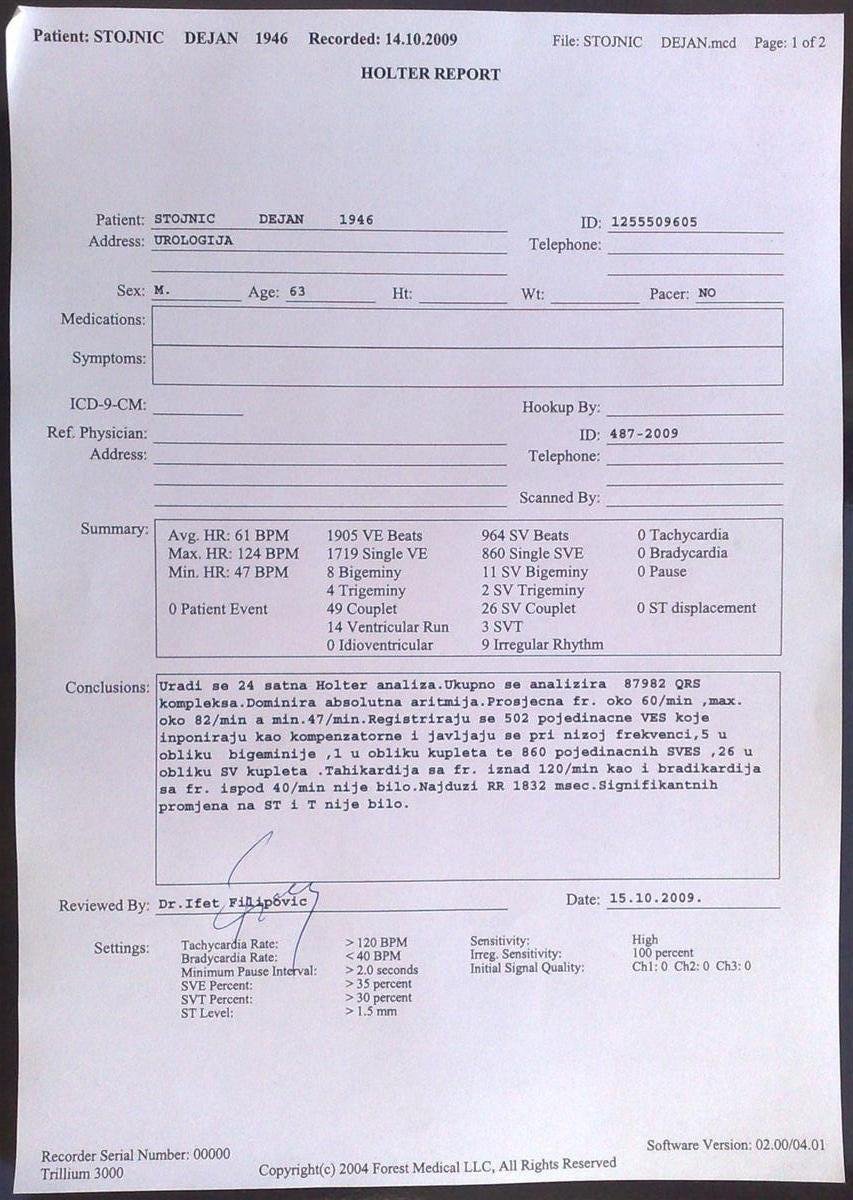 Patient: STOJNIC DEJAN 1946 Recorded: 14.10.2009 File: STOJNIC DEJAN.mcd Page: 1 of 2
HOLTER REPORT
Patient: STOJNIC DEJAN 1946 ID: 1255509605
Address: UROLOGIJA Telephone:
Sex: M. Age: 63 Ht: Wt: Pacer: NO
Medications:
Symptoms:
ICD-9-CM: Hookup By:
Ref. Physician: ID: 487-2009
Address: Telephone:
Scanned By:
Summary: Avg. HR: 61 BPM 1905 VE Beats 964 SV Beats 0 Tachycardia
Max. HR: 124 BPM 1719 Single VE 860 Single SVE 0 Bradycardia
Min. HR: 47 BPM 8 Bigeminy 11 SV Bigeminy 0 Pause
4 Trigeminy 2 SV Trigeminy
0 Patient Event 49 Couplet 26 SV Couplet 0 ST displacement
14 Ventricular Run 3 SVT
0 Idioventricular 9 Irregular Rhythm
Conclusions: Uradi se 24 satna Holter analiza.Ukupno se analizira 87982 QRS
kompleksa.Dominira absolutna aritmija.Prosjecna fr. oko 60/min ,max.
oko 82/min a min.47/min.Registriraju se 502 pojedinacne VES koje
inponiraju kao kompenzatorne i javljaju se pri nizoj frekvenci,5 u
obliku bigeminije ,1 u obliku kupleta te 860 pojedinacnih SVES ,26 u
obliku SV kupleta .Tahikardija sa fr. iznad 120/min kao i bradikardija
sa fr. ispod 40/min nije bilo.Najduzi RR 1832 msec.Signifikantnih
promjena na ST i T nije bilo.
Reviewed By: Dr.Ifet Filipovic Date: 15.10.2009.
Settings: Tachycardia Rate: > 120 BPM Sensitivity: High
Bradycardia Rate: < 40 BPM Irreg. Sensitivity: 100 percent
Minimum Pause Interval: > 2.0 seconds Initial Signal Quality: Ch1: 0 Ch2: 0 Ch3: 0
SVE Percent: > 35 percent
SVT Percent: > 30 percent
ST Level: > 1.5 mm
Recorder Serial Number: 00000 Software Version: 02.00/04.01
Trillium 3000 Copyright(c) 2004 Forest Medical LLC, All Rights Reserved